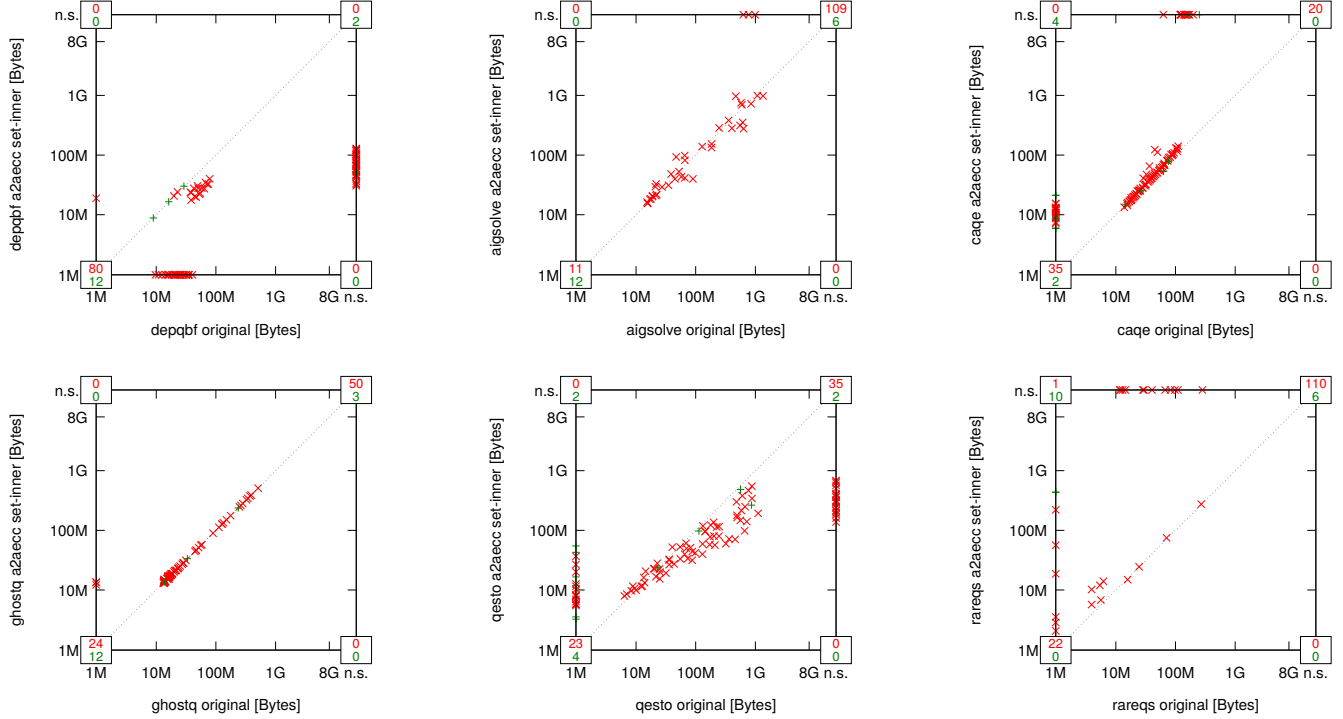 0 0
0 2
n.s.
8G
1G
100M
10M
1M
80 0
12 0
1M 10M 100M 1G 8G n.s.
depqbf original [Bytes]
depqbf a2aecc set-inner [Bytes]
0 109
0 6
n.s.
8G
1G
100M
10M
1M
11 0
12 0
1M 10M 100M 1G 8G n.s.
aigsolve original [Bytes]
aigsolve a2aecc set-inner [Bytes]
0 20
4 0
n.s.
8G
1G
100M
10M
1M
35 0
2 0
1M 10M 100M 1G 8G n.s.
caqe original [Bytes]
caqe a2aecc set-inner [Bytes]
0 50
0 3
n.s.
8G
1G
100M
10M
1M
24 0
12 0
1M 10M 100M 1G 8G n.s.
ghostq original [Bytes]
ghostq a2aecc set-inner [Bytes]
0 35
2 2
n.s.
8G
1G
100M
10M
1M
23 0
4 0
1M 10M 100M 1G 8G n.s.
qesto original [Bytes]
qesto a2aecc set-inner [Bytes]
1 110
10 6
n.s.
8G
1G
100M
10M
1M
22 0
0 0
1M 10M 100M 1G 8G n.s.
rareqs original [Bytes]
rareqs a2aecc set-inner [Bytes]